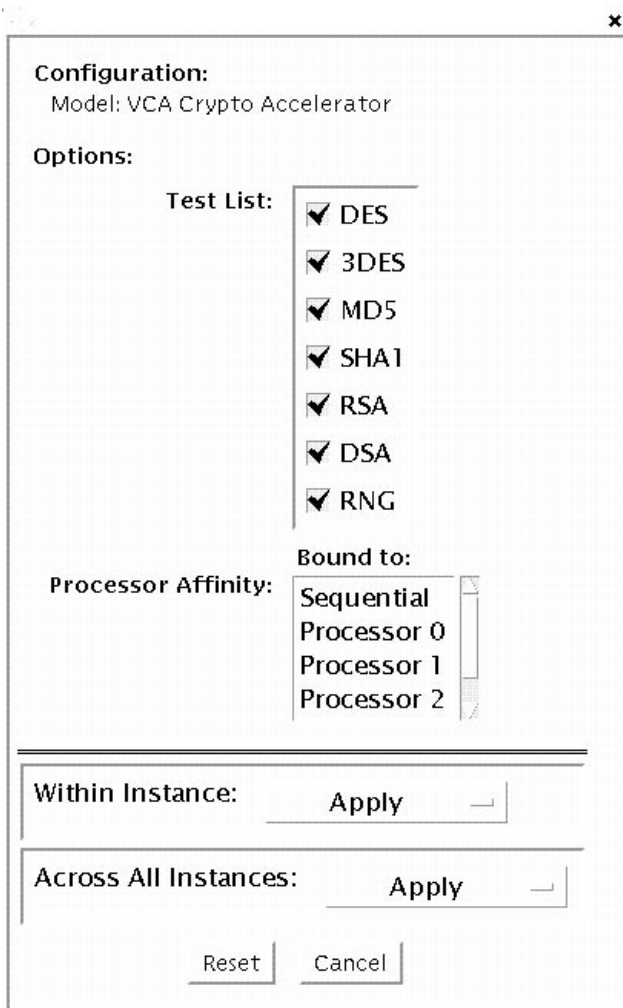 Configuration:
Model: VCA Crypto Accelerator
Options:
Test List:
DES
3DES
MD5
SHA1
RSA
DSA
RNG
Bound to:
Processor Affinity:
Sequential
Processor 0
Processor 1
Processor 2
Within Instance: Apply
Across All Instances: Apply
Reset Cancel